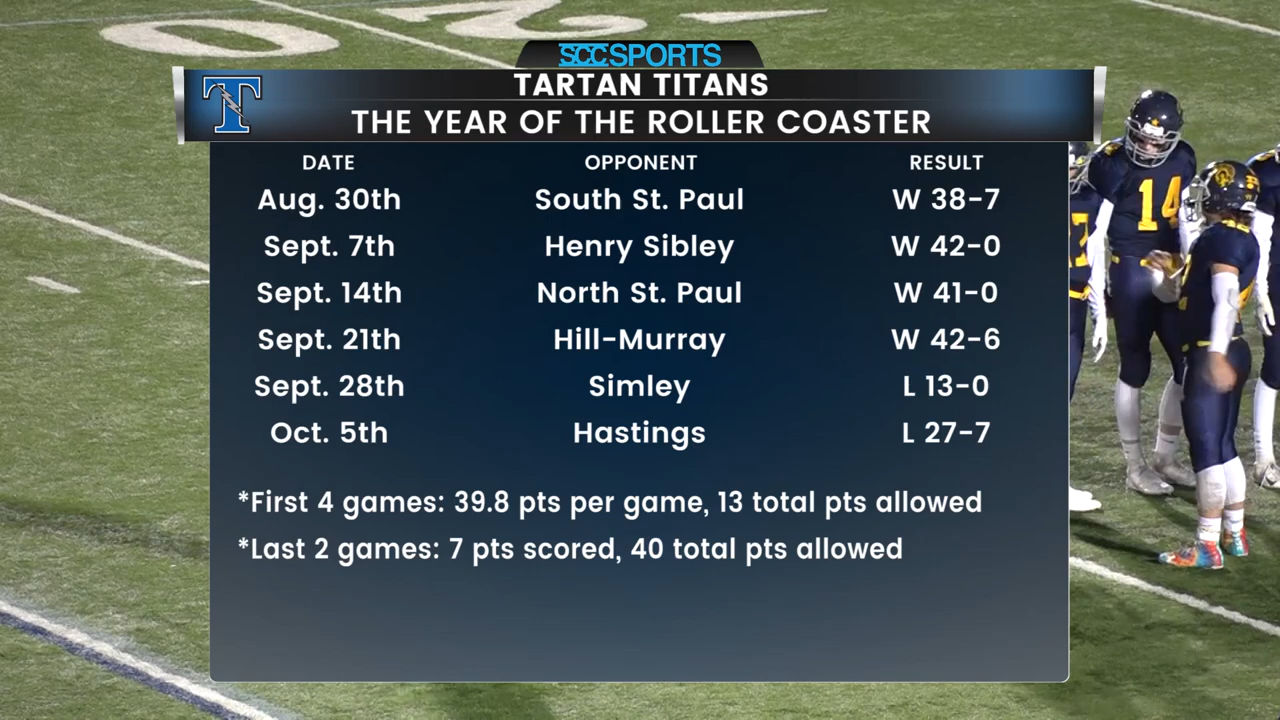 20
SCCSPORTS
TARTAN TITANS
T
THE YEAR OF THE ROLLER COASTER
DATE OPPONENT RESULT
Aug. 30th South St. Paul W 38-7
Sept. 7th Henry Sibley W 42-0
Sept. 14th North St. Paul W 41-0
Sept. 21th Hill-Murray W 42-6
Sept. 28th Simley L 13-0
Oct. 5th Hastings L 27-7
*First 4 games: 39.8 pts per game, 13 total pts allowed
*Last 2 games: 7 pts scored, 40 total pts allowed
14